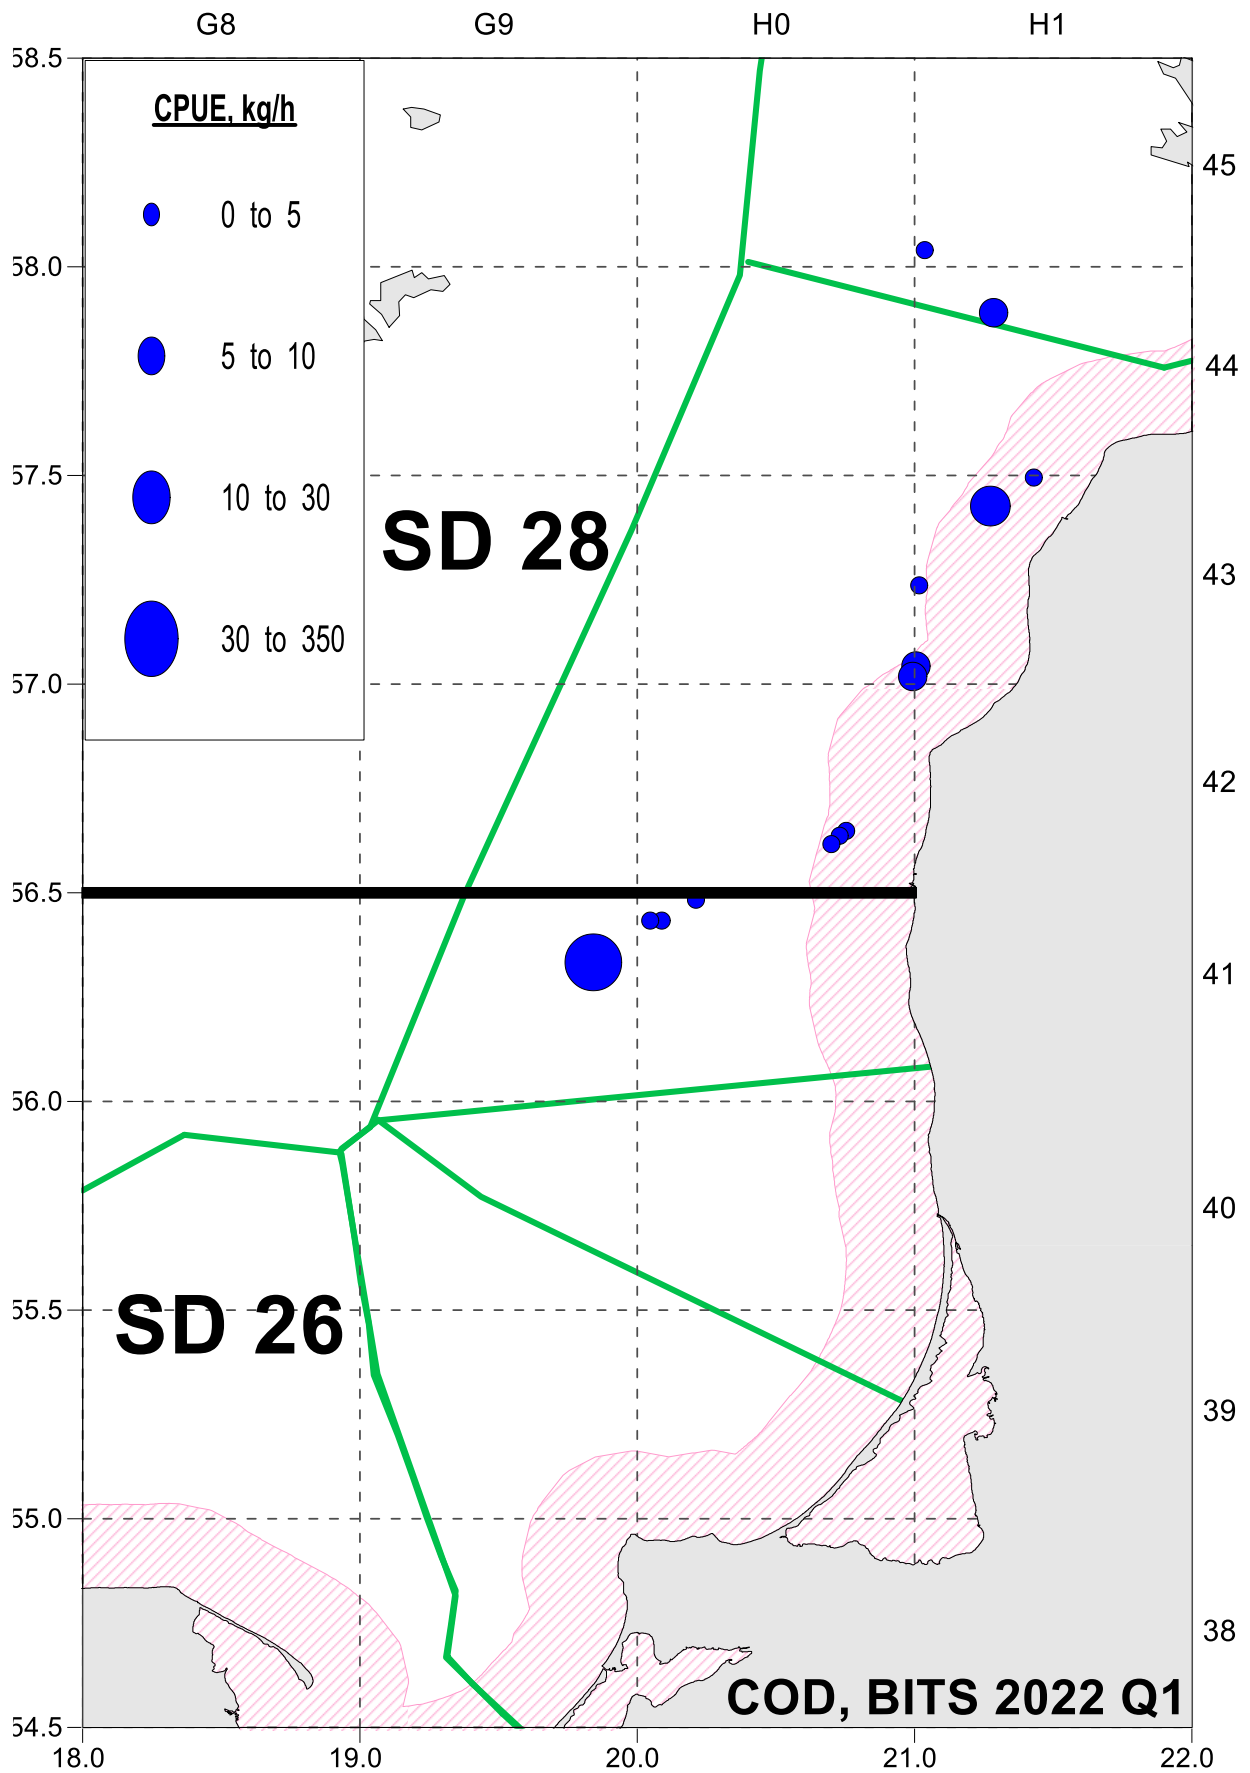 G8 G9 H0 H1
58.5
CPUE, kg/h
45
0 to 5
58.0
5 to 10
44
57.5
10 to 30
SD 28
43
30 to 350
57.0
42
56.5
41
56.0
40
55.5
SD 26
39
55.0
38
COD, BITS 2022 Q1
54.5
18.0 19.0 20.0 21.0 22.0